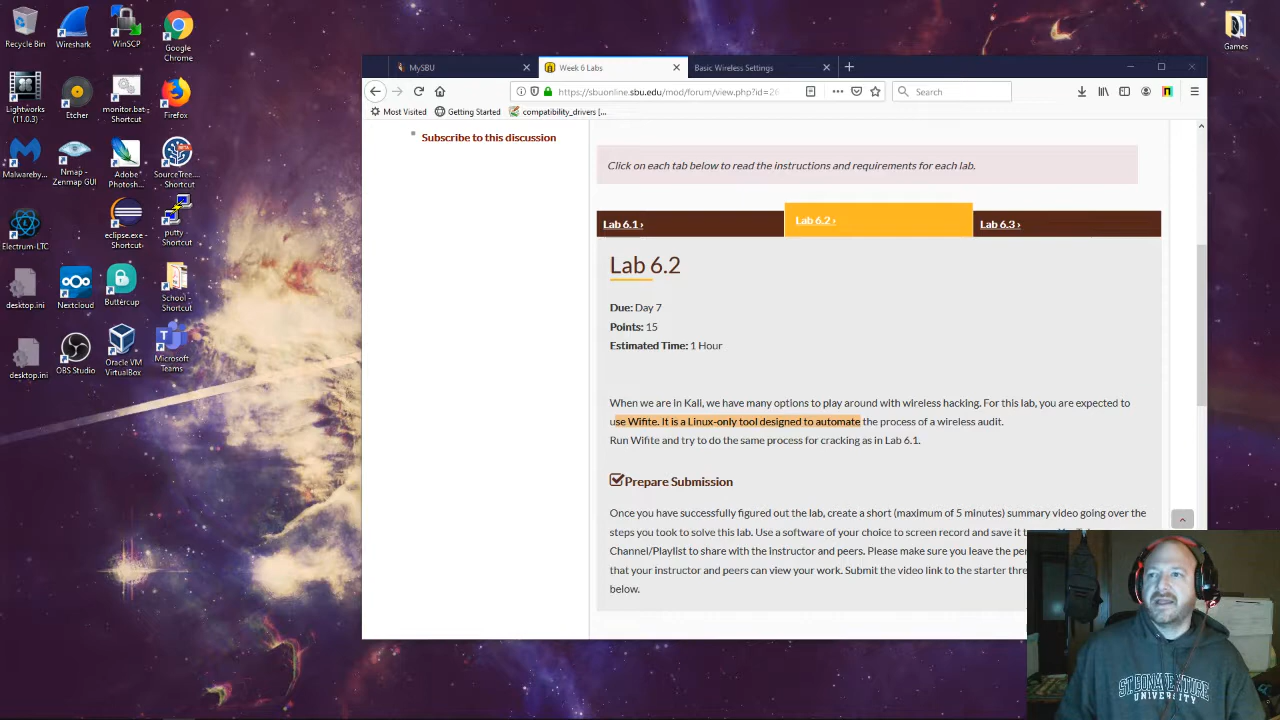 Recycle Bin
Wireshark
WinSCP
Google
Chrome
Games
Lightworks
(11.0.3)
Etcher
monitor.bat -
Shortcut
Firefox
Malwareby...
Nmap -
Zenmap GUI
Adobe
Photosh...
SourceTree....
- Shortcut
BETA
Electrum-LTC
eclipse.exe -
Shortcut
putty -
Shortcut
desktop.ini
Nextcloud
Buttercup
School -
Shortcut
desktop.ini
OBS Studio
Oracle VM
VirtualBox
Microsoft
Teams
MySBU
Week 6 Labs
Basic Wireless Settings
https://sbuonline.sbu.edu/mod/forum/view.php?id=26
Search
Most Visited
Getting Started
compatibility_drivers [...
Subscribe to this discussion
Click on each tab below to read the instructions and requirements for each lab.
Lab 6.1 ›
Lab 6.2 ›
Lab 6.3 ›
Lab 6.2
Due: Day 7
Points: 15
Estimated Time: 1 Hour
When we are in Kali, we have many options to play around with wireless hacking. For this lab, you are expected to
use Wifite. It is a Linux-only tool designed to automate the process of a wireless audit.
Run Wifite and try to do the same process for cracking as in Lab 6.1.
Prepare Submission
Once you have successfully figured out the lab, create a short (maximum of 5 minutes) summary video going over the
steps you took to solve this lab. Use a software of your choice to screen record and save it
Channel/Playlist to share with the instructor and peers. Please make sure you leave the
that your instructor and peers can view your work. Submit the video link to the starter
below.
ST. BONAVENTURE
UNIVERSITY